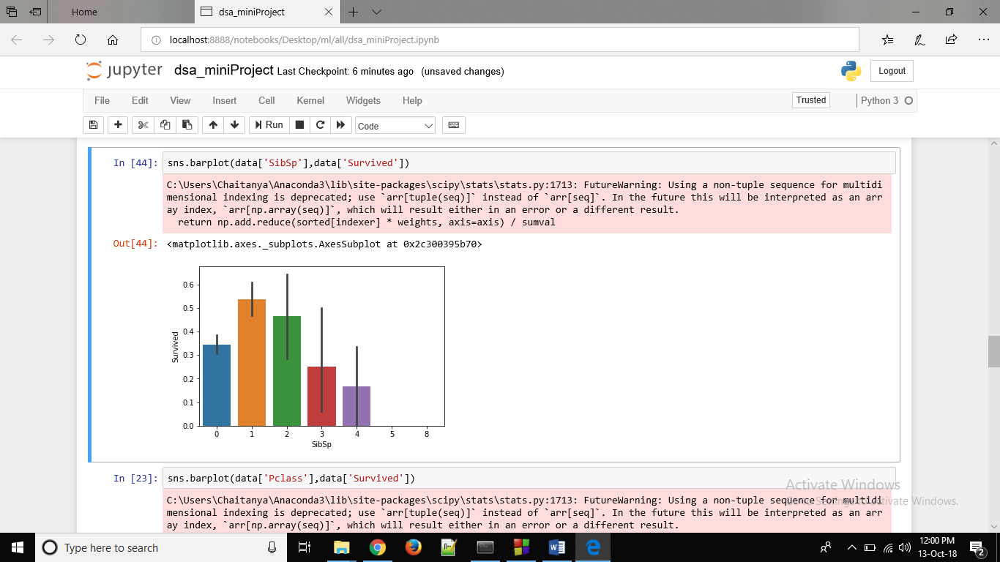 Home
dsa_miniProject
localhost:8888/notebooks/Desktop/ml/all/dsa_miniProject.ipynb
jupyter dsa_miniProject Last Checkpoint: 6 minutes ago (unsaved changes)
Logout
File Edit View Insert Cell Kernel Widgets Help
Trusted
Python 3
Run
Code
In [44]: sns.barplot(data['SibSp'],data['Survived'])
C:\Users\Chaitanya\Anaconda3\lib\site-packages\scipy\stats\stats.py:1713: FutureWarning: Using a non-tuple sequence for multidi
mensional indexing is deprecated; use `arr[tuple(seq)]` instead of `arr[seq]`. In the future this will be interpreted as an arr
ay index, `arr[np.array(seq)]`, which will result either in an error or a different result.
  return np.add.reduce(sorted[indexer] * weights, axis=axis) / sumval
Out[44]: <matplotlib.axes._subplots.AxesSubplot at 0x2c300395b70>
0.6
0.5
0.4
0.3
0.2
0.1
0.0
Survived
0 1 2 3 4 5 8
SibSp
In [23]: sns.barplot(data['Pclass'],data['Survived'])
Activate Windows
C:\Users\Chaitanya\Anaconda3\lib\site-packages\scipy\stats\stats.py:1713: FutureWarning: Using a non-tuple sequence for multidi
Go to Settings to activate Windows.
mensional indexing is deprecated; use `arr[tuple(seq)]` instead of `arr[seq]`. In the future this will be interpreted as an arr
ay index, `arr[np.array(seq)]`, which will result either in an error or a different result.
Type here to search
12:00 PM
13-Oct-18
2